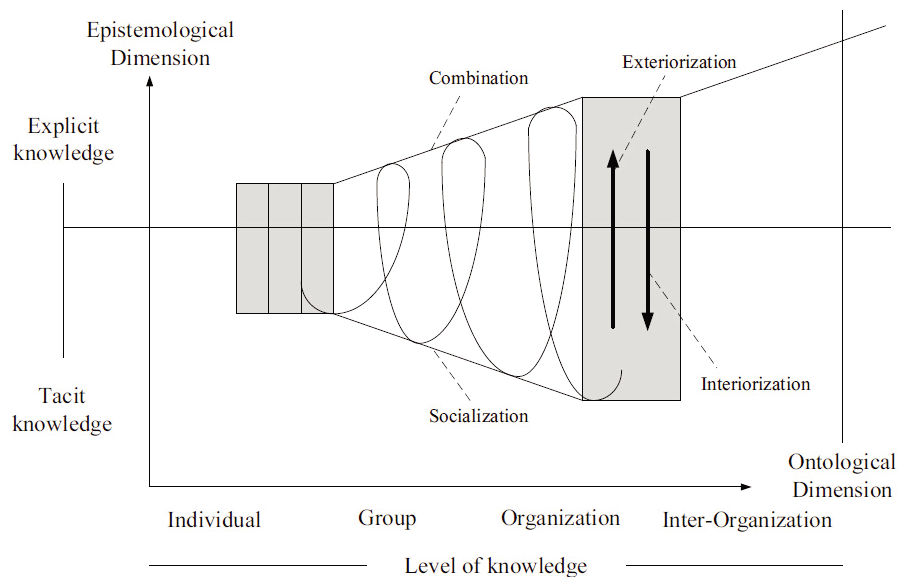 Epistemological
Dimension
Explicit
knowledge
Combination
Exteriorization
Tacit
knowledge
Socialization
Interiorization
Ontological
Dimension
Individual
Group
Organization
Inter-Organization
Level of knowledge